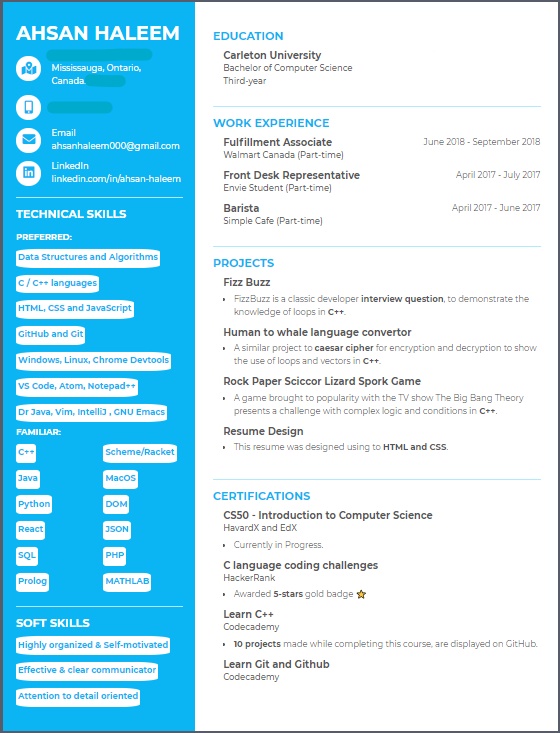 AHSAN HALEEM
Mississauga, Ontario,
Canada.
Email
ahsanhaleem000@gmail.com
LinkedIn
linkedin.com/in/ahsan-haleem
TECHNICAL SKILLS
PREFERRED:
Data Structures and Algorithms
C / C++ languages
HTML, CSS and JavaScript
GitHub and Git
Windows, Linux, Chrome Devtools
VS Code, Atom, Notepad++
Dr Java, Vim, IntelliJ , GNU Emacs
FAMILIAR:
C++ Scheme/Racket
Java MacOS
Python DOM
React JSON
SQL PHP
Prolog MATHLAB
SOFT SKILLS
Highly organized & Self-motivated
Effective & clear communicator
Attention to detail oriented
EDUCATION
Carleton University
Bachelor of Computer Science
Third-year
WORK EXPERIENCE
Fulfillment Associate June 2018 - September 2018
Walmart Canada (Part-time)
Front Desk Representative April 2017 - July 2017
Envie Student (Part-time)
Barista April 2017 - June 2017
Simple Cafe (Part-time)
PROJECTS
Fizz Buzz
• FizzBuzz is a classic developer interview question, to demonstrate the
knowledge of loops in C++.
Human to whale language convertor
• A similar project to caesar cipher for encryption and decryption to show
the use of loops and vectors in C++.
Rock Paper Sciccor Lizard Spork Game
• A game brought to popularity with the TV show The Big Bang Theory
presents a challenge with complex logic and conditions in C++.
Resume Design
• This resume was designed using to HTML and CSS.
CERTIFICATIONS
CS50 - Introduction to Computer Science
HavardX and EdX
• Currently in Progress.
C language coding challenges
HackerRank
• Awarded 5-stars gold badge ⭐
Learn C++
Codecademy
• 10 projects made while completing this course, are displayed on GitHub.
Learn Git and Github
Codecademy